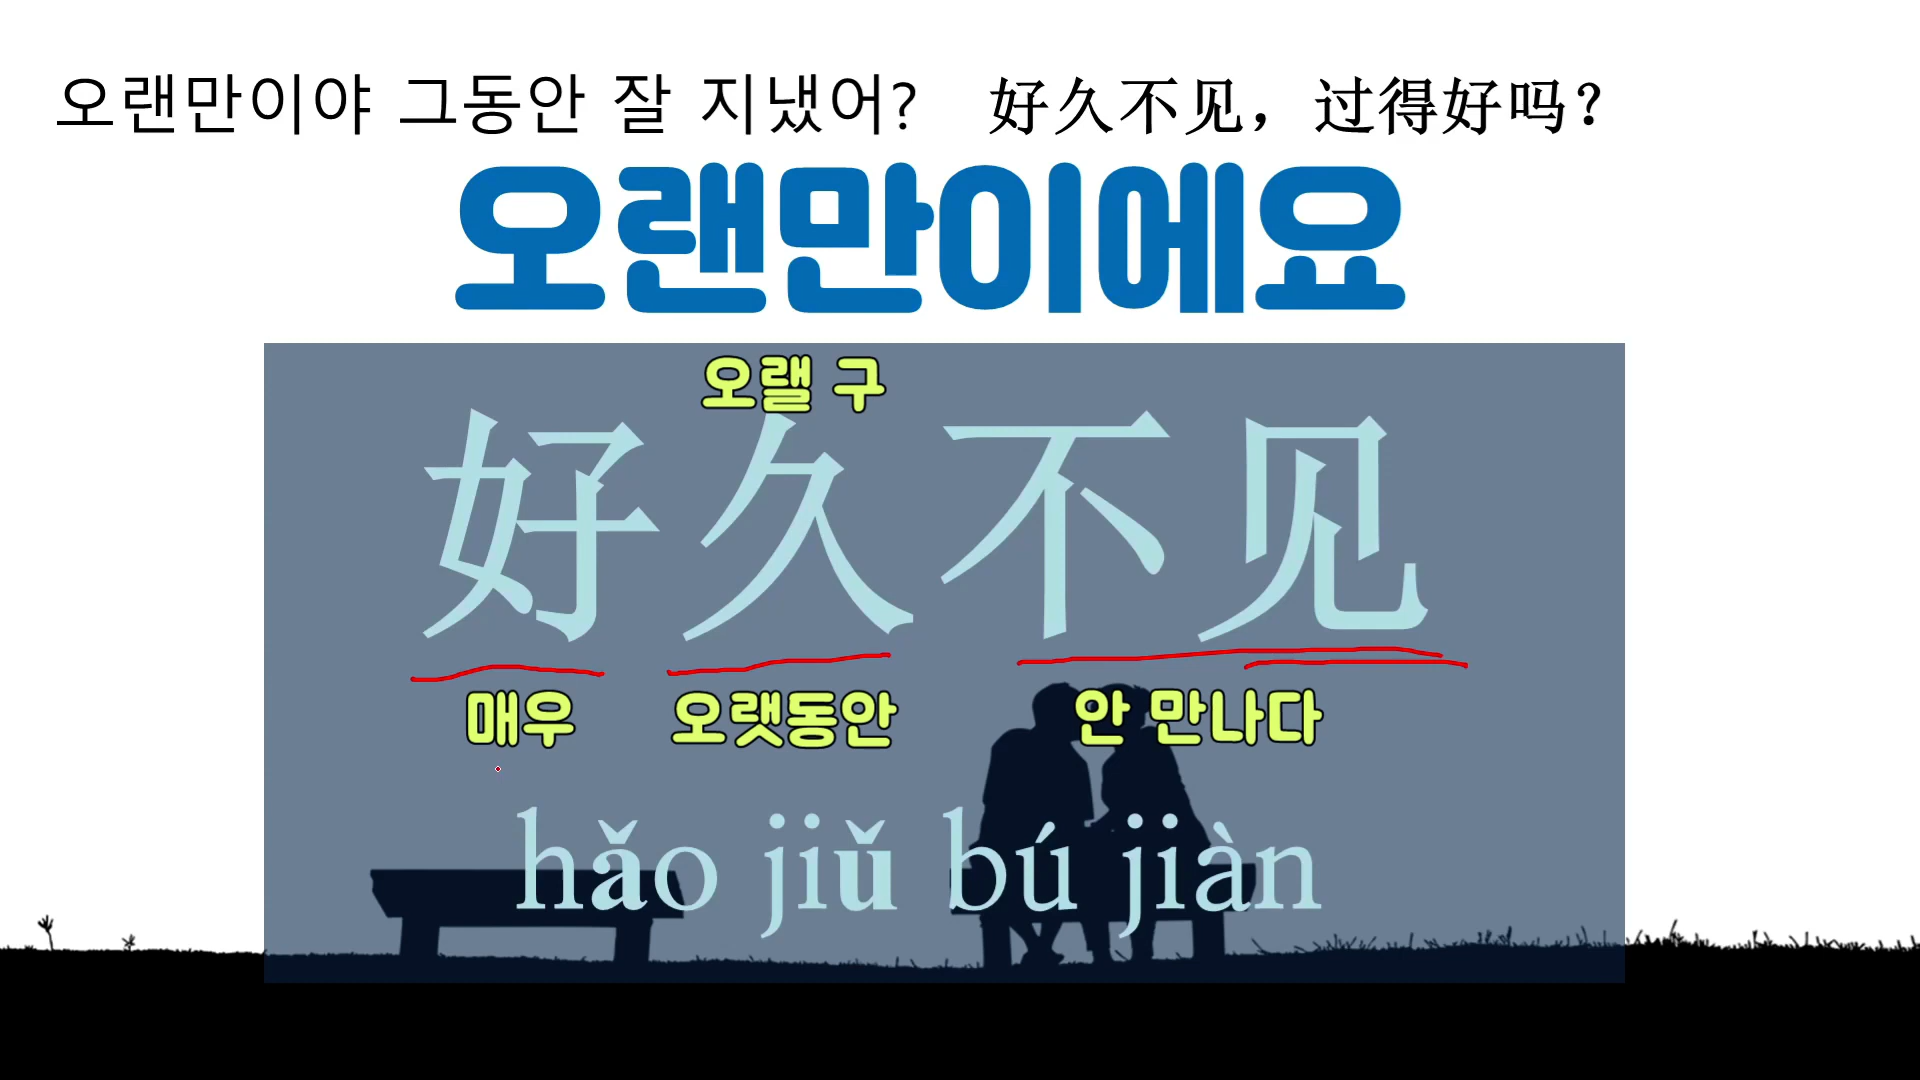 오랜만이야 그동안 잘 지냈어? 好久不见，过得好吗？
오랜만이에요
오랠 구
好久不见
매우 오랫동안 안 만나다
hǎo jiǔ bú jiàn